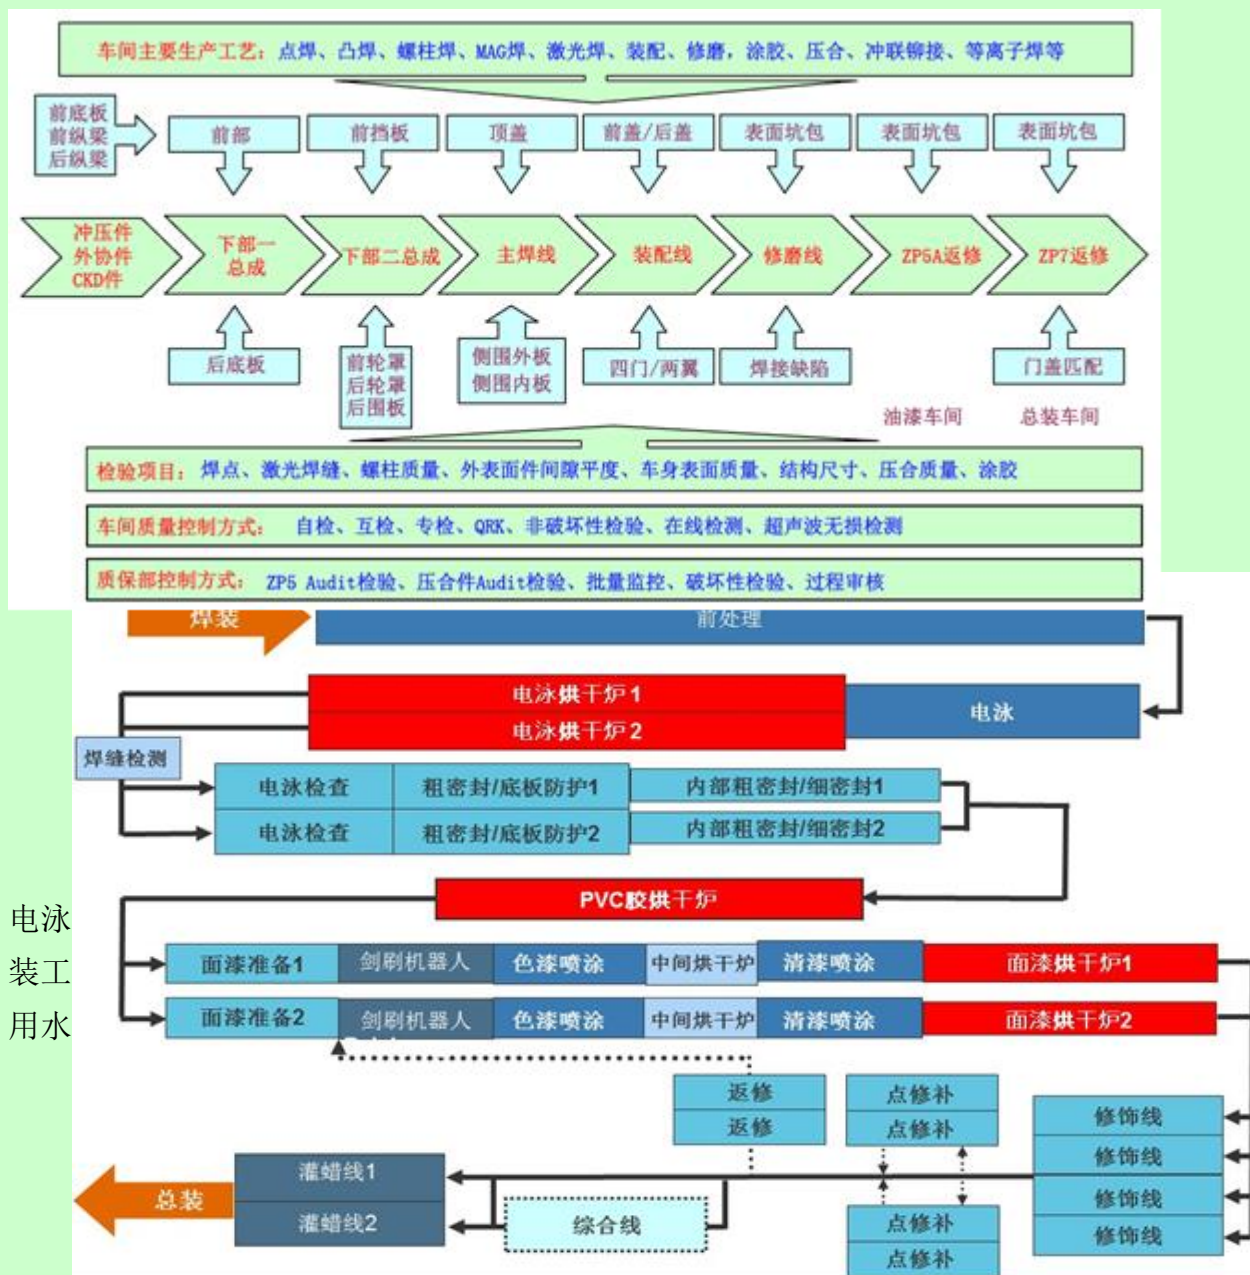 车间主要生产工艺：点焊、凸焊、螺柱焊、MAG焊、激光焊、装配、修磨，涂胶、压合、冲联铆接、等离子焊等
前底板
前纵梁
后纵梁
前部
前挡板
顶盖
前盖/后盖
表面坑包
表面坑包
表面坑包
冲压件
外协件
CKD件
下部一
总成
下部二总成
主焊线
装配线
修磨线
ZP5A返修
ZP7返修
后底板
前轮罩
后轮罩
后围板
侧围外板
侧围内板
四门/两翼
焊接缺陷
门盖匹配
油漆车间
总装车间
检验项目：焊点、激光焊缝、螺柱质量、外表面件间隙平度、车身表面质量、结构尺寸、压合质量、涂胶
车间质量控制方式：自检、互检、专检、QRK、非破坏性检验、在线检测、超声波无损检测
质保部控制方式：ZP5 Audit检验、压合件Audit检验、批量监控、破坏性检验、过程审核
焊装
前处理
电泳烘干炉1
电泳烘干炉2
电泳
焊缝检测
电泳检查
粗密封/底板防护1
内部粗密封/细密封1
电泳检查
粗密封/底板防护2
内部粗密封/细密封2
PVC胶烘干炉
电泳
装工
用水
面漆准备1
剑刷机器人
色漆喷涂
中间烘干炉
清漆喷涂
面漆烘干炉1
面漆准备2
剑刷机器人
色漆喷涂
中间烘干炉
清漆喷涂
面漆烘干炉2
返修
返修
点修补
点修补
修饰线
修饰线
修饰线
修饰线
总装
灌蜡线1
灌蜡线2
综合线
点修补
点修补